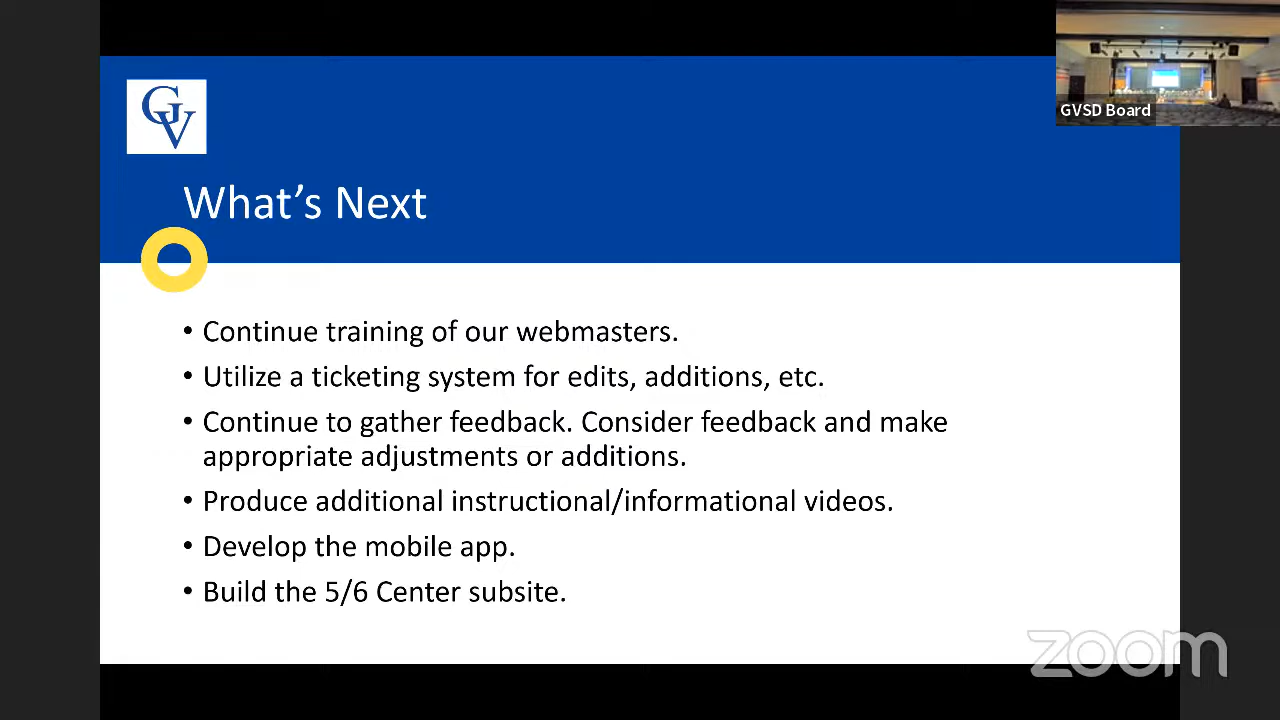 GV
GVSD Board
What’s Next
• Continue training of our webmasters.
• Utilize a ticketing system for edits, additions, etc.
• Continue to gather feedback. Consider feedback and make
appropriate adjustments or additions.
• Produce additional instructional/informational videos.
• Develop the mobile app.
• Build the 5/6 Center subsite.
zoom